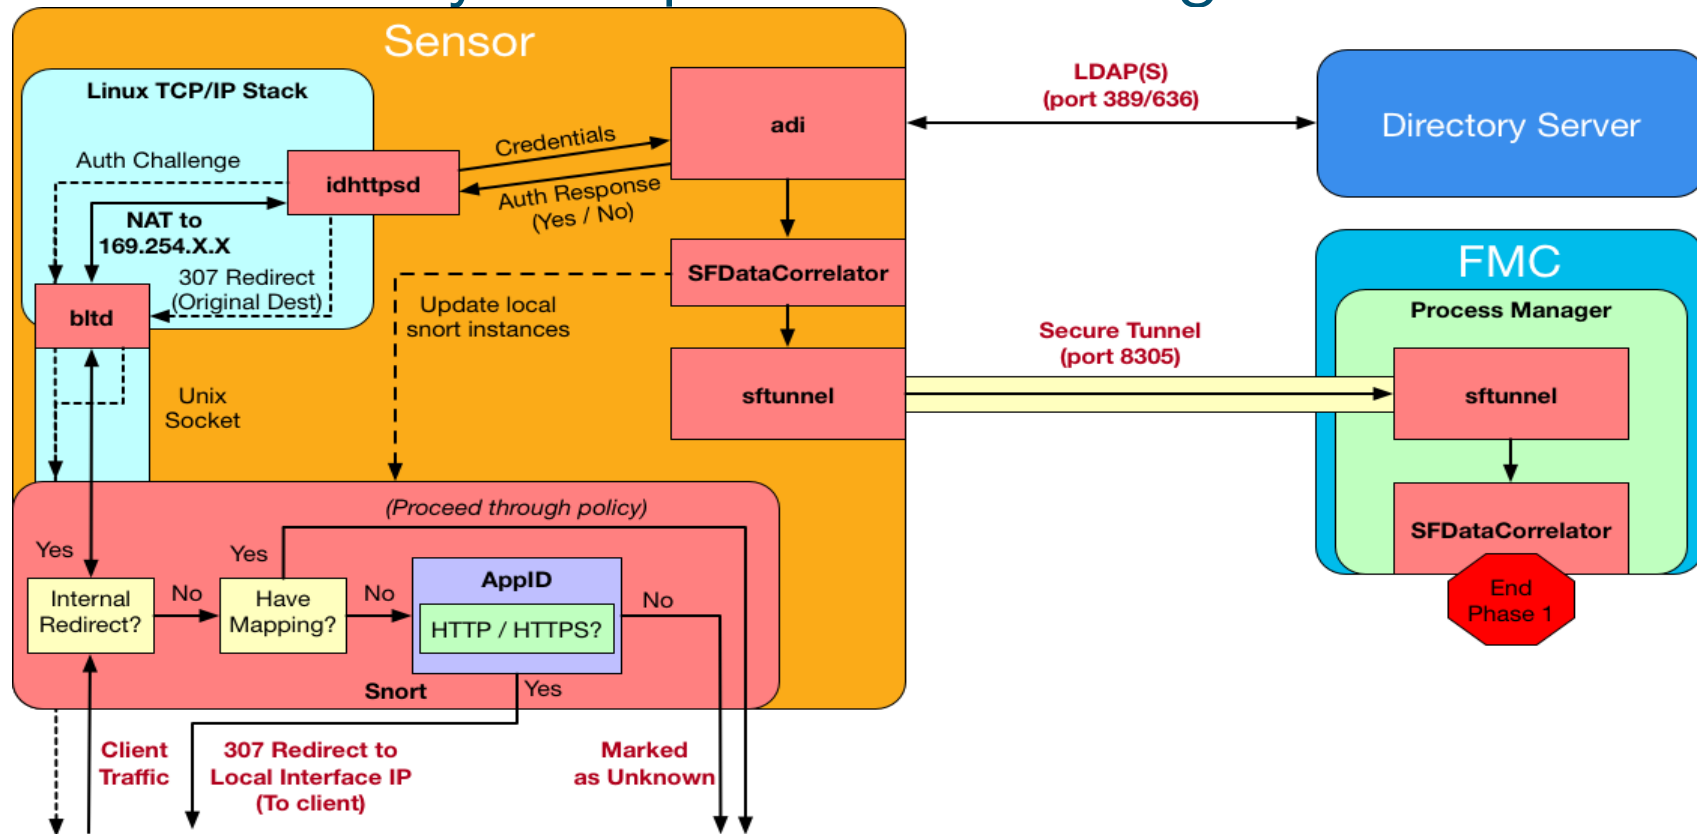 Sensor
Linux TCP/IP Stack
Auth Challenge
idhttpsd
NAT to
169.254.X.X
307 Redirect
(Original Dest)
bltd
Unix
Socket
Credentials
Auth Response
(Yes / No)
adi
SFDataCorrelator
Update local
snort instances
sftunnel
LDAP(S)
(port 389/636)
Directory Server
FMC
Process Manager
Secure Tunnel
(port 8305)
sftunnel
SFDataCorrelator
End
Phase 1
(Proceed through policy)
Yes
Internal
Redirect?
No
Yes
Have
Mapping?
No
AppID
HTTP / HTTPS?
No
Yes
Snort
Client
Traffic
307 Redirect to
Local Interface IP
(To client)
Marked
as Unknown